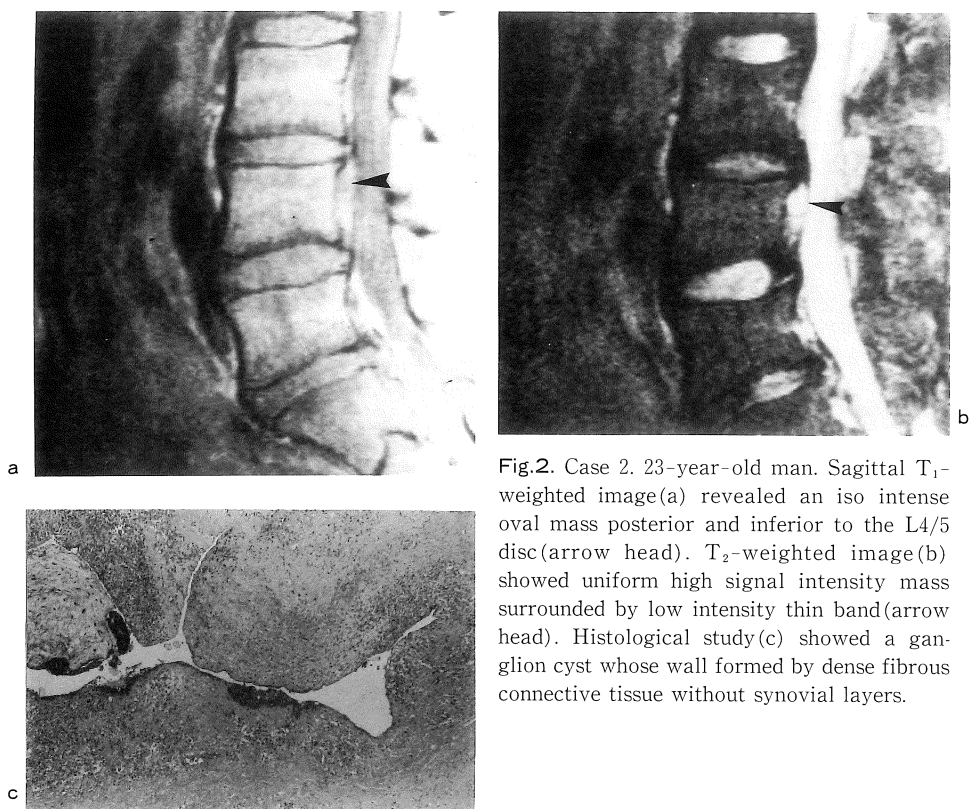 a
b
Fig.2. Case 2. 23-year-old man. Sagittal T₁-
weighted image(a) revealed an iso intense
oval mass posterior and inferior to the L4/5
disc(arrow head). T₂-weighted image(b)
showed uniform high signal intensity mass
surrounded by low intensity thin band(arrow
head). Histological study(c) showed a gan-
glion cyst whose wall formed by dense fibrous
connective tissue without synovial layers.
c